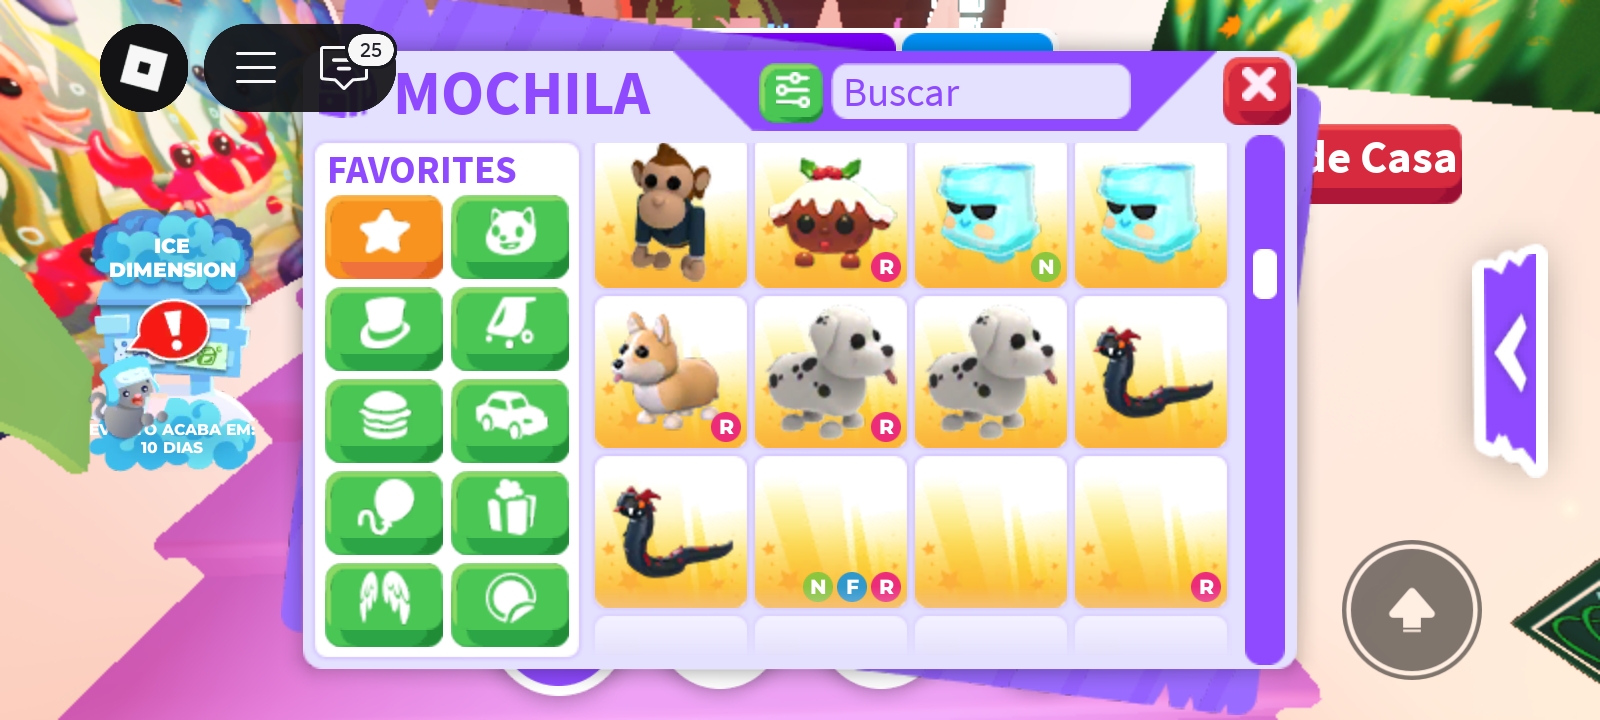 25
MOCHILA
Buscar
de Casa
FAVORITES
ICE
DIMENSION
!
ACABA EM:
10 DIAS
R
N
R
R
N F R
R